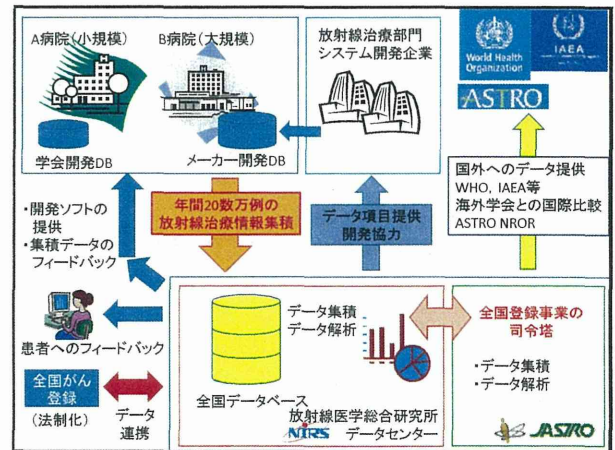 A病院(小規模)
B病院(大規模)
学会開発DB
メーカー開発DB
放射線治療部門
システム開発企業
World Health
Organization
IAEA
ASTRO
国外へのデータ提供
WHO, IAEA等
海外学会との国際比較
ASTRO NROR
・開発ソフトの
提供
・集積データの
フィードバック
年間20数万例の
放射線治療情報集積
データ項目提供
開発協力
患者へのフィードバック
全国がん
登録
(法制化)
データ
連携
データ集積
データ解析
全国データベース
放射線医学総合研究所
NIRS データセンター
全国登録事業の
司令塔
・データ集積
・データ解析
JASTRO